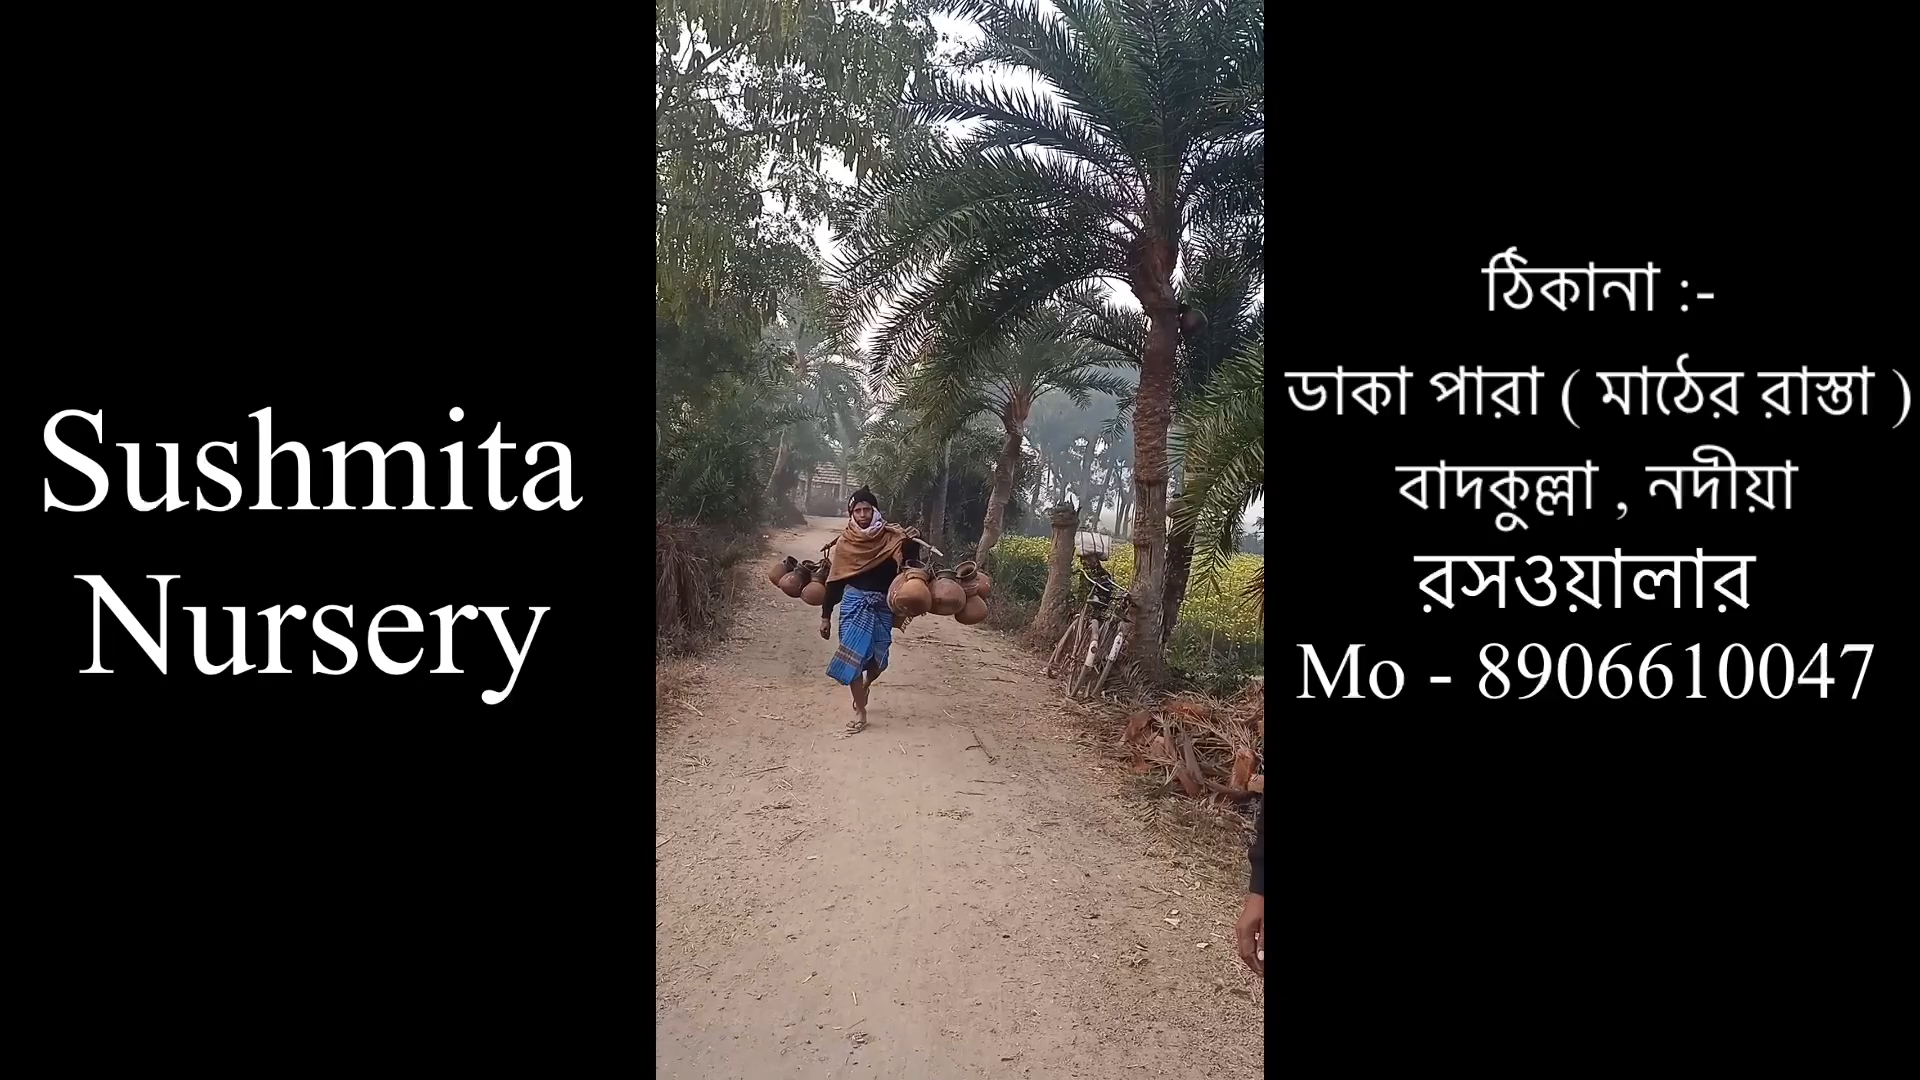 Sushmita
Nursery
ঠিকানা :-
ডাকা পারা ( মাঠের রাস্তা )
বাদকুল্লা , নদীয়া
রসওয়ালার
Mo - 8906610047